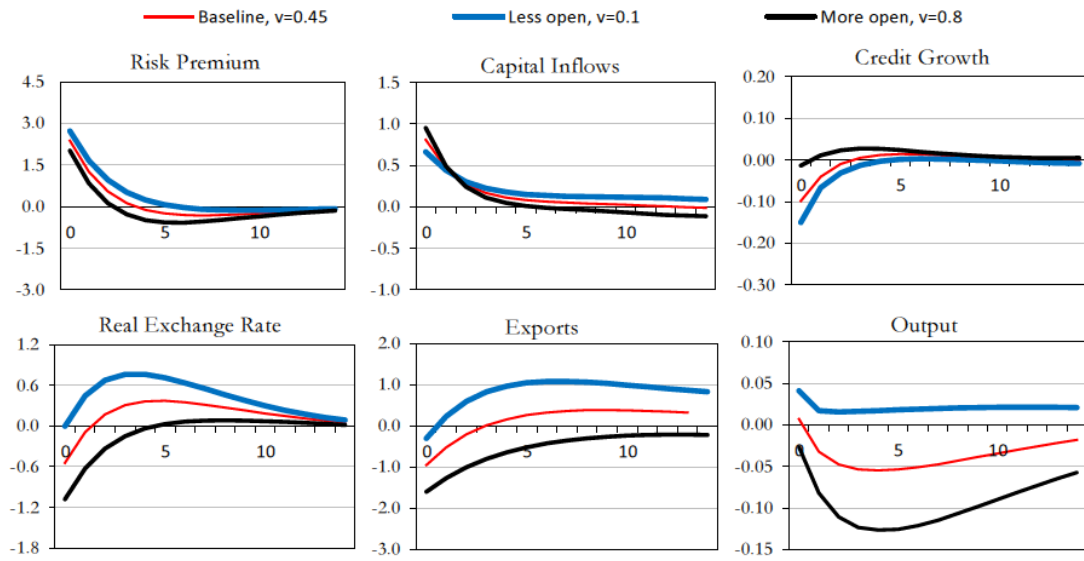 Baseline, v=0.45 Less open, v=0.1 More open, v=0.8
Risk Premium
4.5
3.0
1.5
0.0
-1.5
-3.0
0 5 10
Capital Inflows
1.5
1.0
0.5
0.0
-0.5
-1.0
0 5 10
Credit Growth
0.20
0.10
0.00
-0.10
-0.20
-0.30
0 5 10
Real Exchange Rate
1.2
0.6
0.0
-0.6
-1.2
-1.8
0 5 10
Exports
2.0
1.0
0.0
-1.0
-2.0
-3.0
0 5 10
Output
0.10
0.05
0.00
-0.05
-0.10
-0.15
0 5 10